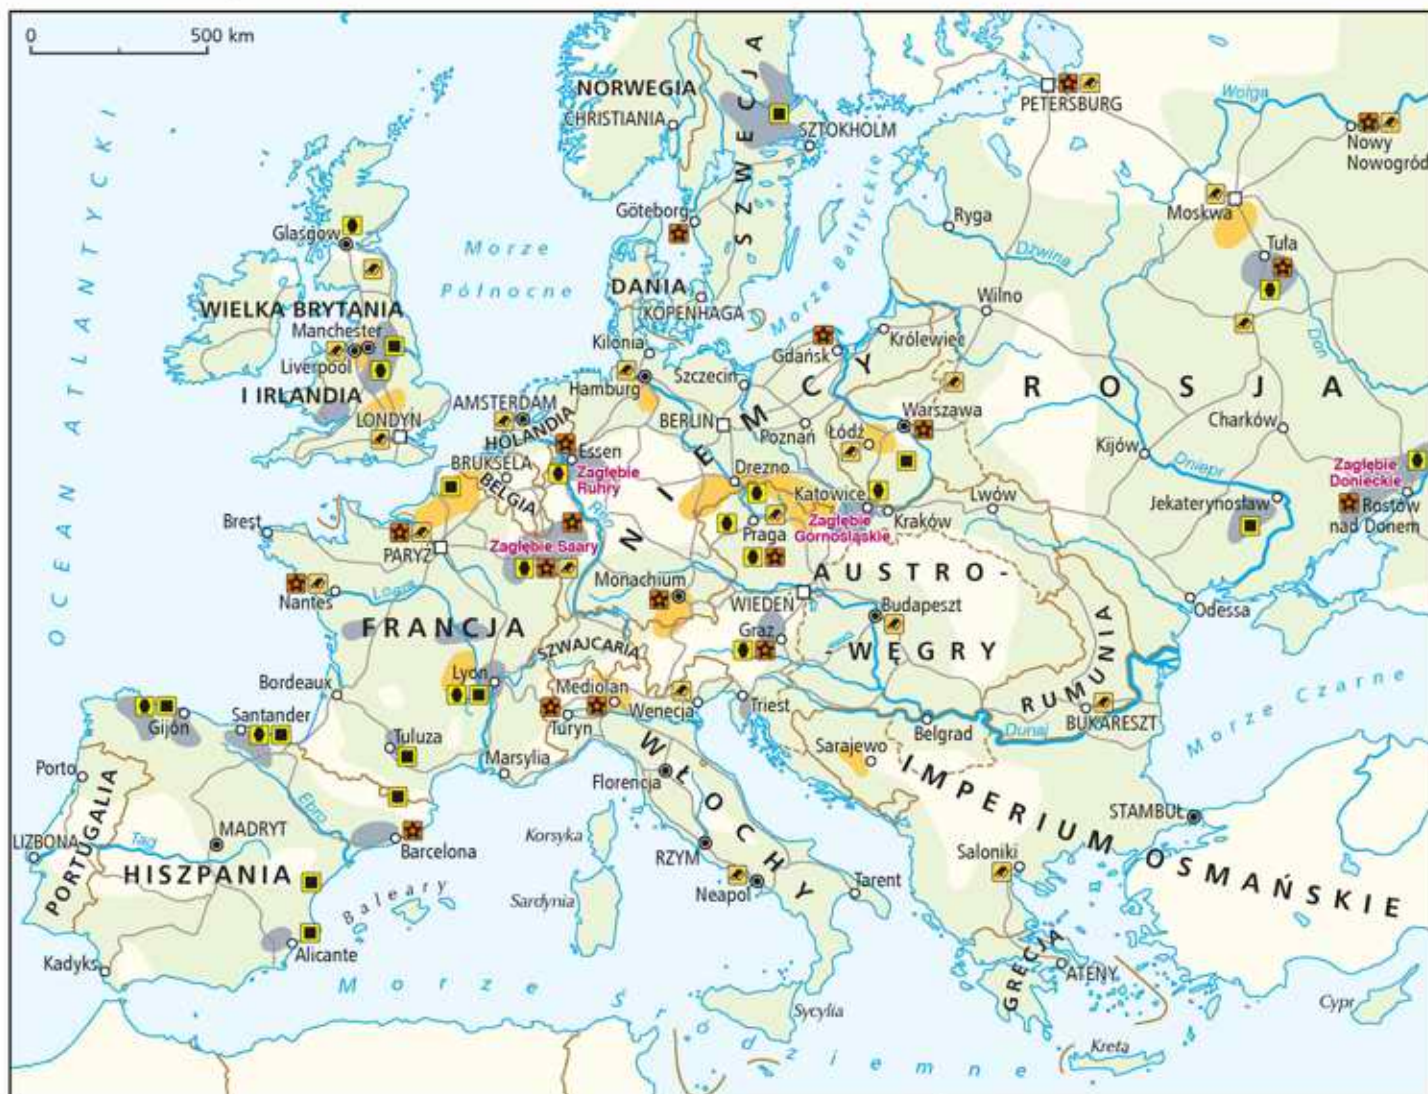 0 500 km
NORWEGIA
CHRISTIANIA
SZWECJA
SZTOKHOLM
PETERSBURG
Wołga
Nowy
Nowogród
Moskwa
Tuła
Göteborg
Ryga
Dźwina
Don
Glasgow
Morze
Północne
DANIA
KOPENHAGA
Morze Bałtyckie
Wilno
OCEAN ATLANTYCKI
WIELKA BRYTANIA
Manchester
Liverpool
I IRLANDIA
LONDYN
Kilonia
Hamburg
Gdańsk
Królewiec
Szczecin
NIEMCY
ROSJA
AMSTERDAM
HOLANDIA
BERLIN
Poznań
Łódź
Warszawa
Charków
Kijów
Essen
BRUKSELA
BELGIA
Zagłębie
Ruhry
Ren
Drezno
Katowice
Zagłębie
Górnośląskie
Kraków
Lwów
Dniepr
Jekaterynosław
Zagłębie
Donieckie
Rostów
nad Donem
Brest
PARYŻ
Zagłębie Saary
Praga
Nantes
Loara
Monachium
WIEDEŃ
AUSTRO-
-WĘGRY
Budapeszt
Odessa
FRANCJA
SZWAJCARIA
Graz
RUMUNIA
Lyon
Bordeaux
Mediolan
Turyn
Wenecja
Triest
BUKARESZT
Dunaj
Belgrad
Morze Czarne
Gijón
Santander
Tuluza
Marsylia
Sarajewo
Porto
PORTUGALIA
LIZBONA
Tag
Ebro
MADRYT
HISZPANIA
Barcelona
Florencja
WŁOCHY
Korsyka
RZYM
IMPERIUM OSMAŃSKIE
STAMBUŁ
Saloniki
Baleary
Sardynia
Neapol
Tarent
Alicante
Kadyks
GRECJA
ATENY
Morze Śródziemne
Sycylia
Kreta
Cypr